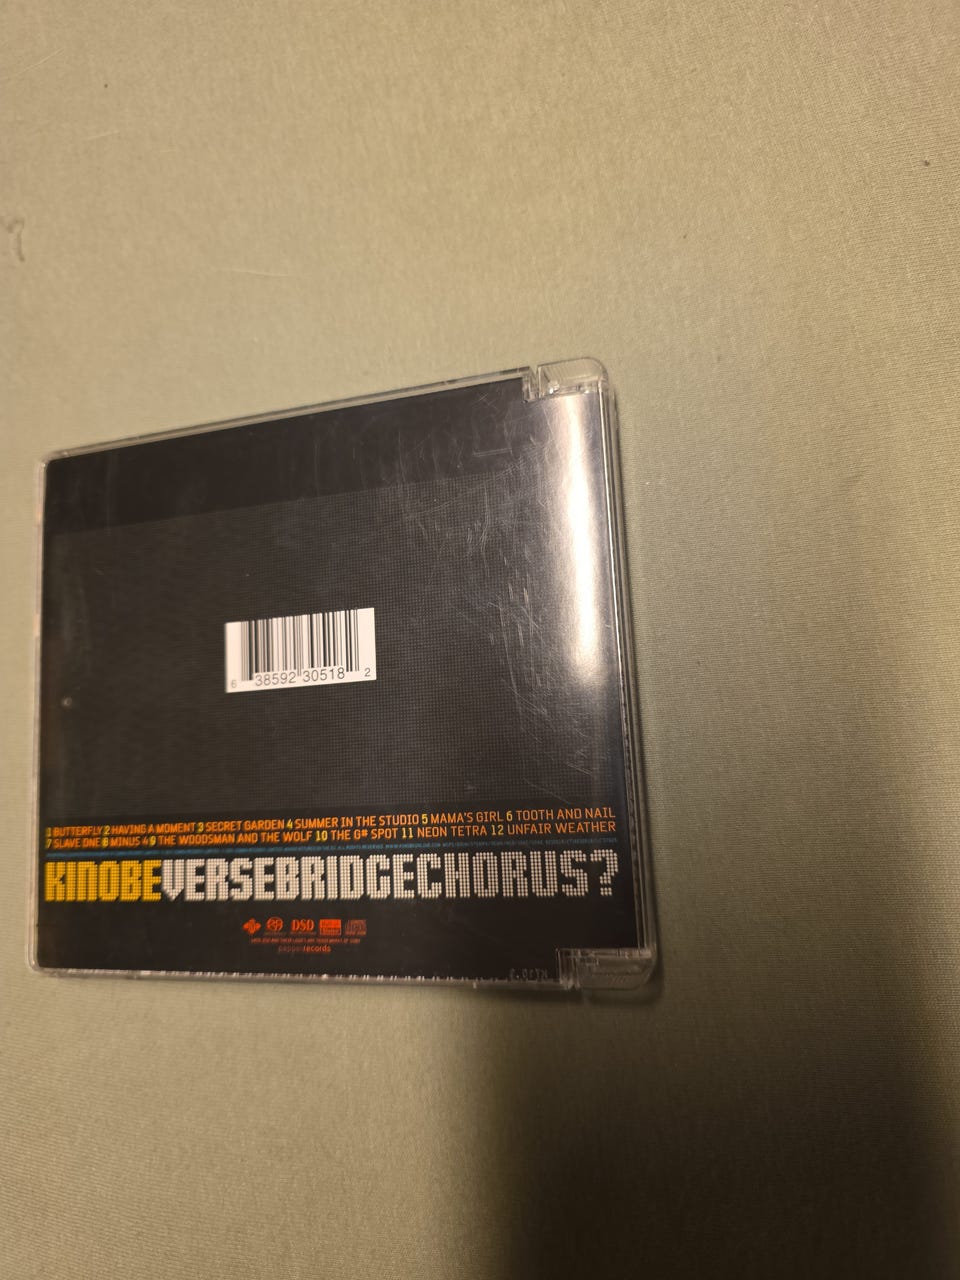 6 38592 30518 2
1 BUTTERFLY 2 HAVING A MOMENT 3 SECRET GARDEN 4 SUMMER IN THE STUDIO 5 MAMA'S GIRL 6 TOOTH AND NAIL
7 SLAVE ONE 8 MINUS 4 9 THE WOODSMAN AND THE WOLF 10 THE G# SPOT 11 NEON TETRA 12 UNFAIR WEATHER
KINOBEVERSEBRIDGECHORUS?
DSD
pepperrecords